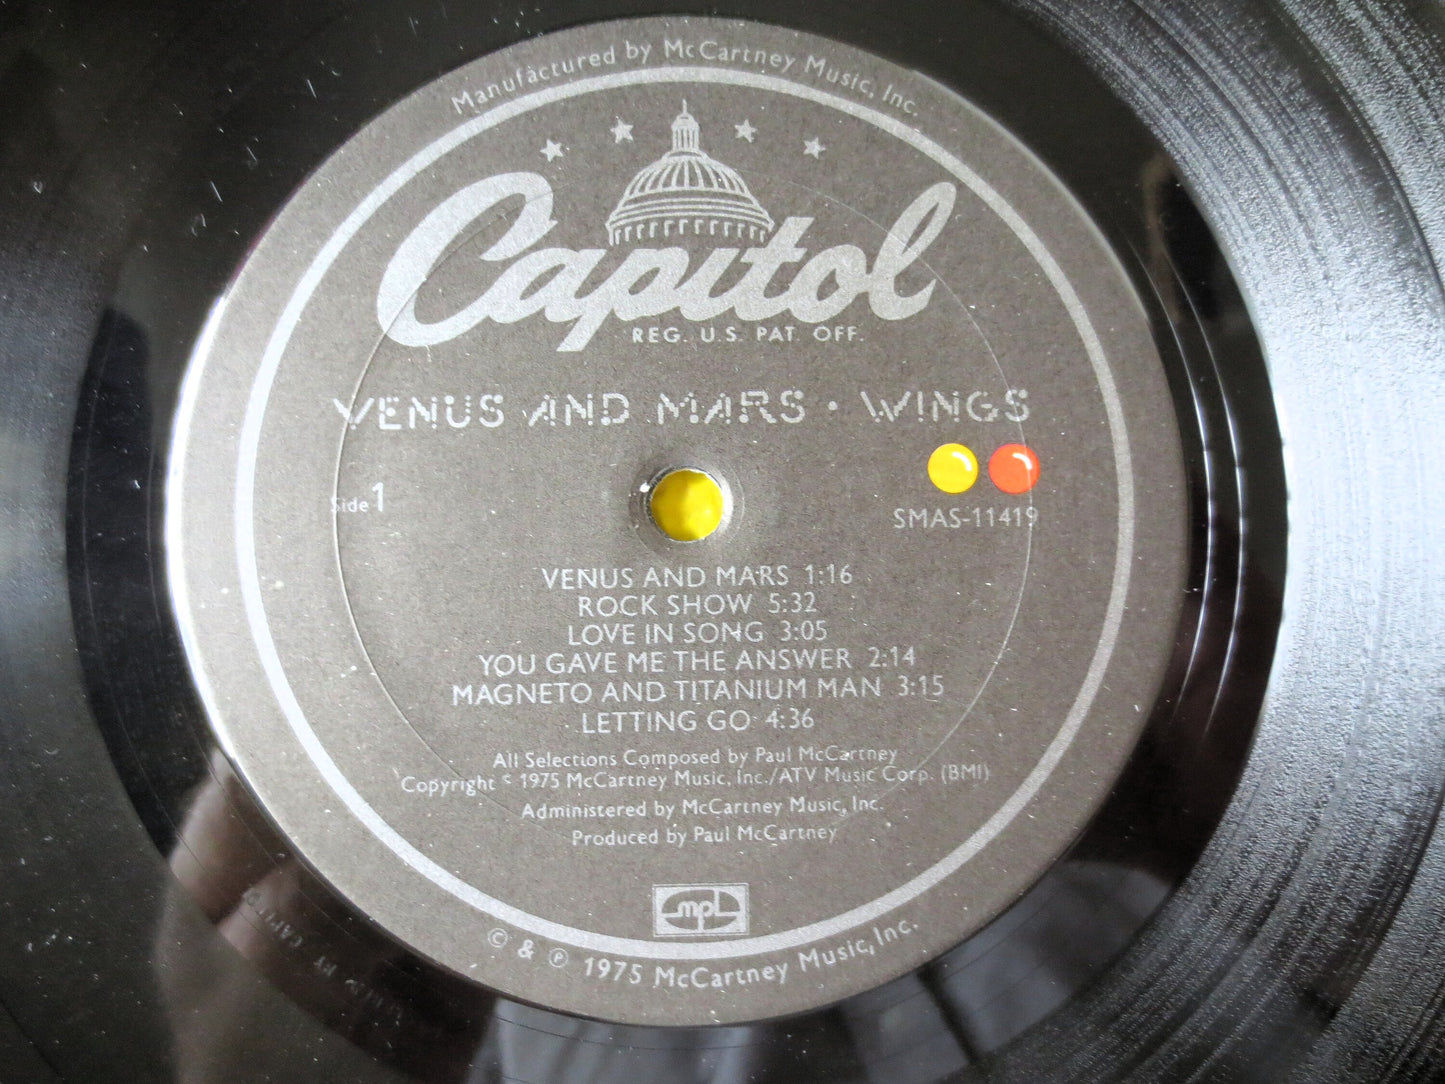 Manufactured by McCartney Music, Inc.
Capitol
REG. U.S. PAT. OFF.
VENUS AND MARS • WINGS
Side 1
SMAS-11419
VENUS AND MARS 1:16
ROCK SHOW 5:32
LOVE IN SONG 3:05
YOU GAVE ME THE ANSWER 2:14
MAGNETO AND TITANIUM MAN 3:15
LETTING GO 4:36
All Selections Composed by Paul McCartney
Copyright © 1975 McCartney Music, Inc./ATV Music Corp. (BMI)
Administered by McCartney Music, Inc.
Produced by Paul McCartney
mpl
© & ℗ 1975 McCartney Music, Inc.